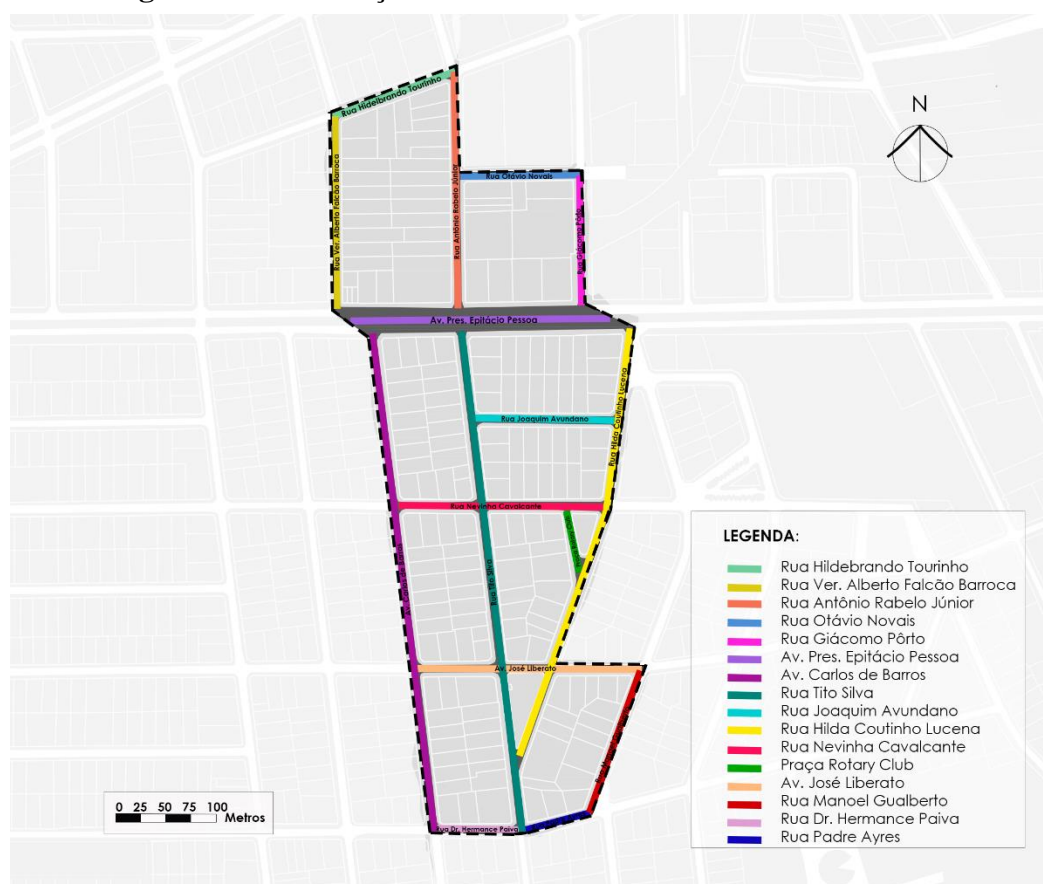 Rua Hidelbrando Tourinho
N
Rua Otávio Novais
Rua Ver. Alberto Falcão Barroca
Rua Antônio Rabelo Júnior
Rua Giácomo Pôrto
Av. Pres. Epitácio Pessoa
Rua Joaquim Avundano
Rua Hilda Coutinho Lucena
Rua Nevinha Cavalcante
Av. Carlos de Barros
Rua Tito Silva
Av. José Liberato
Rua Dr. Hermance Paiva
LEGENDA:
Rua Hildebrando Tourinho
Rua Ver. Alberto Falcão Barroca
Rua Antônio Rabelo Júnior
Rua Otávio Novais
Rua Giácomo Pôrto
Av. Pres. Epitácio Pessoa
Av. Carlos de Barros
Rua Tito Silva
Rua Joaquim Avundano
Rua Hilda Coutinho Lucena
Rua Nevinha Cavalcante
Praça Rotary Club
Av. José Liberato
Rua Manoel Gualberto
Rua Dr. Hermance Paiva
Rua Padre Ayres
0 25 50 75 100
Metros